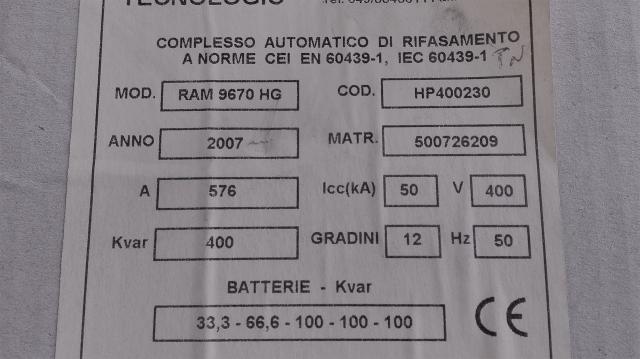 TECNOLOGIC
COMPLESSO AUTOMATICO DI RIFASAMENTO
A NORME CEI EN 60439-1, IEC 60439-1
MOD. RAM 9670 HG COD. HP400230
ANNO 2007 MATR. 500726209
A 576 Icc(kA) 50 V 400
Kvar 400 GRADINI 12 Hz 50
BATTERIE - Kvar
33,3 - 66,6 - 100 - 100 - 100 CE